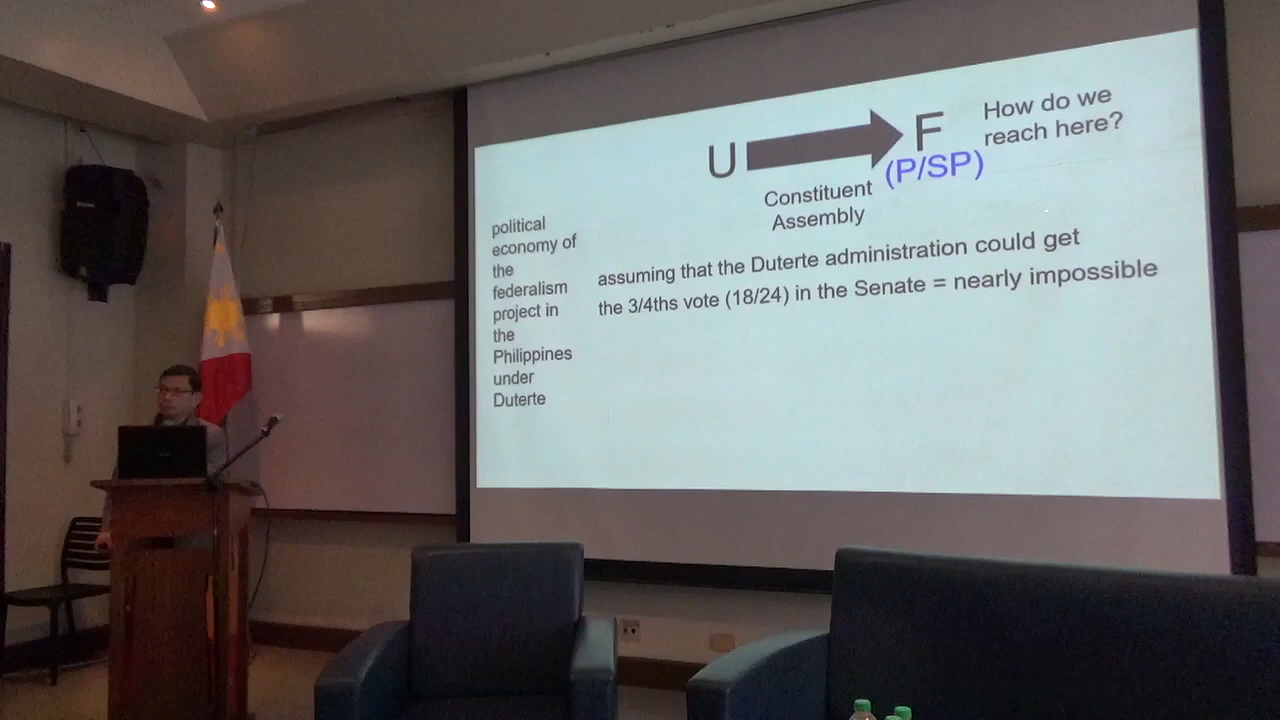 U
F
(P/SP)
How do we
reach here?
Constituent
Assembly
political
economy of
the
federalism
project in
the
Philippines
under
Duterte
assuming that the Duterte administration could get
the 3/4ths vote (18/24) in the Senate = nearly impossible